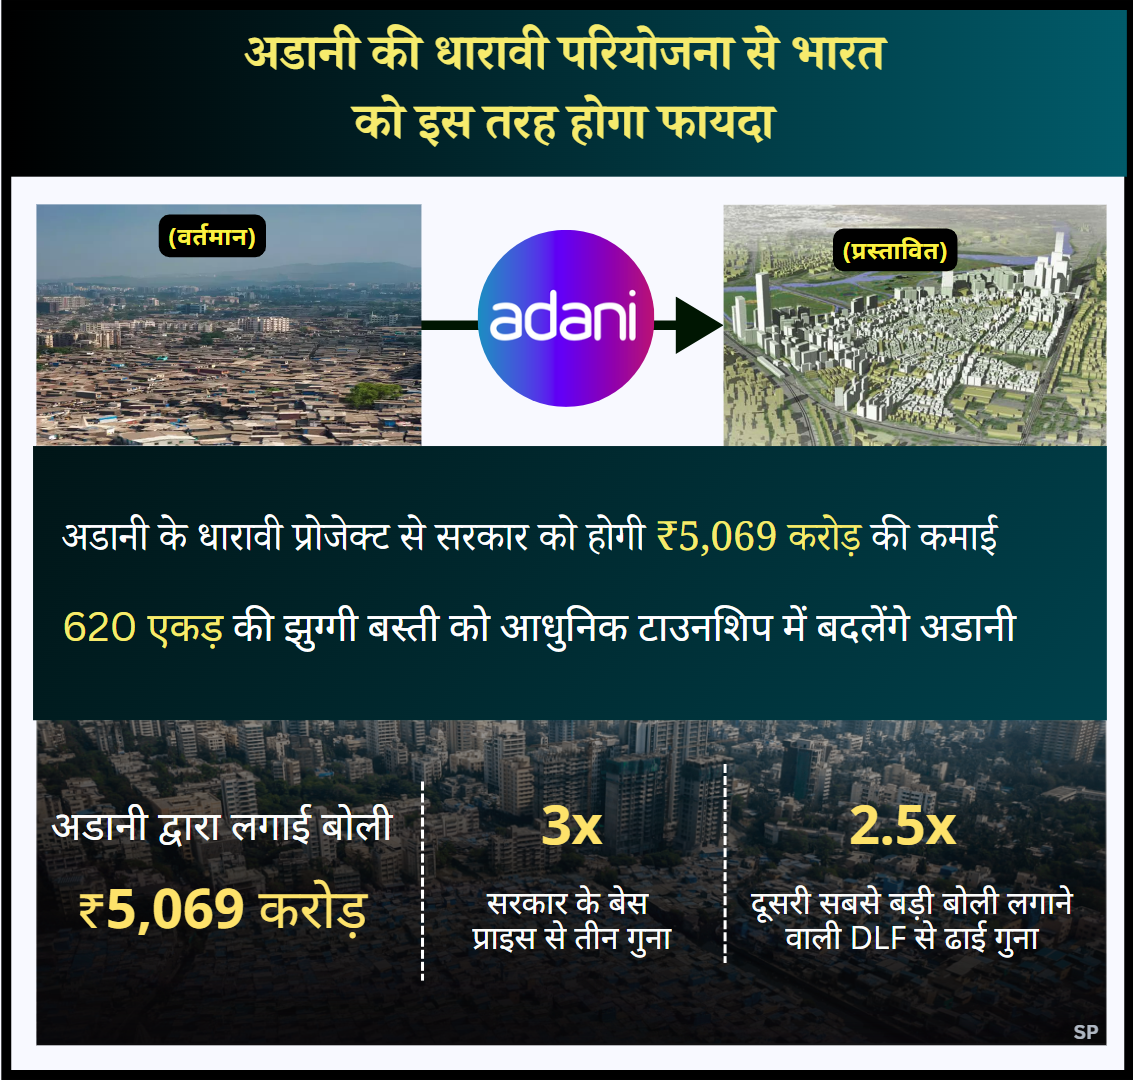 अडानी की धारावी परियोजना से भारत
को इस तरह होगा फायदा
(वर्तमान)
adani
(प्रस्तावित)
अडानी के धारावी प्रोजेक्ट से सरकार को होगी ₹5,069 करोड़ की कमाई
620 एकड़ की झुग्गी बस्ती को आधुनिक टाउनशिप में बदलेंगे अडानी
अडानी द्वारा लगाई बोली
₹5,069 करोड़
3x
सरकार के बेस
प्राइस से तीन गुना
2.5x
दूसरी सबसे बड़ी बोली लगाने
वाली DLF से ढाई गुना
SP